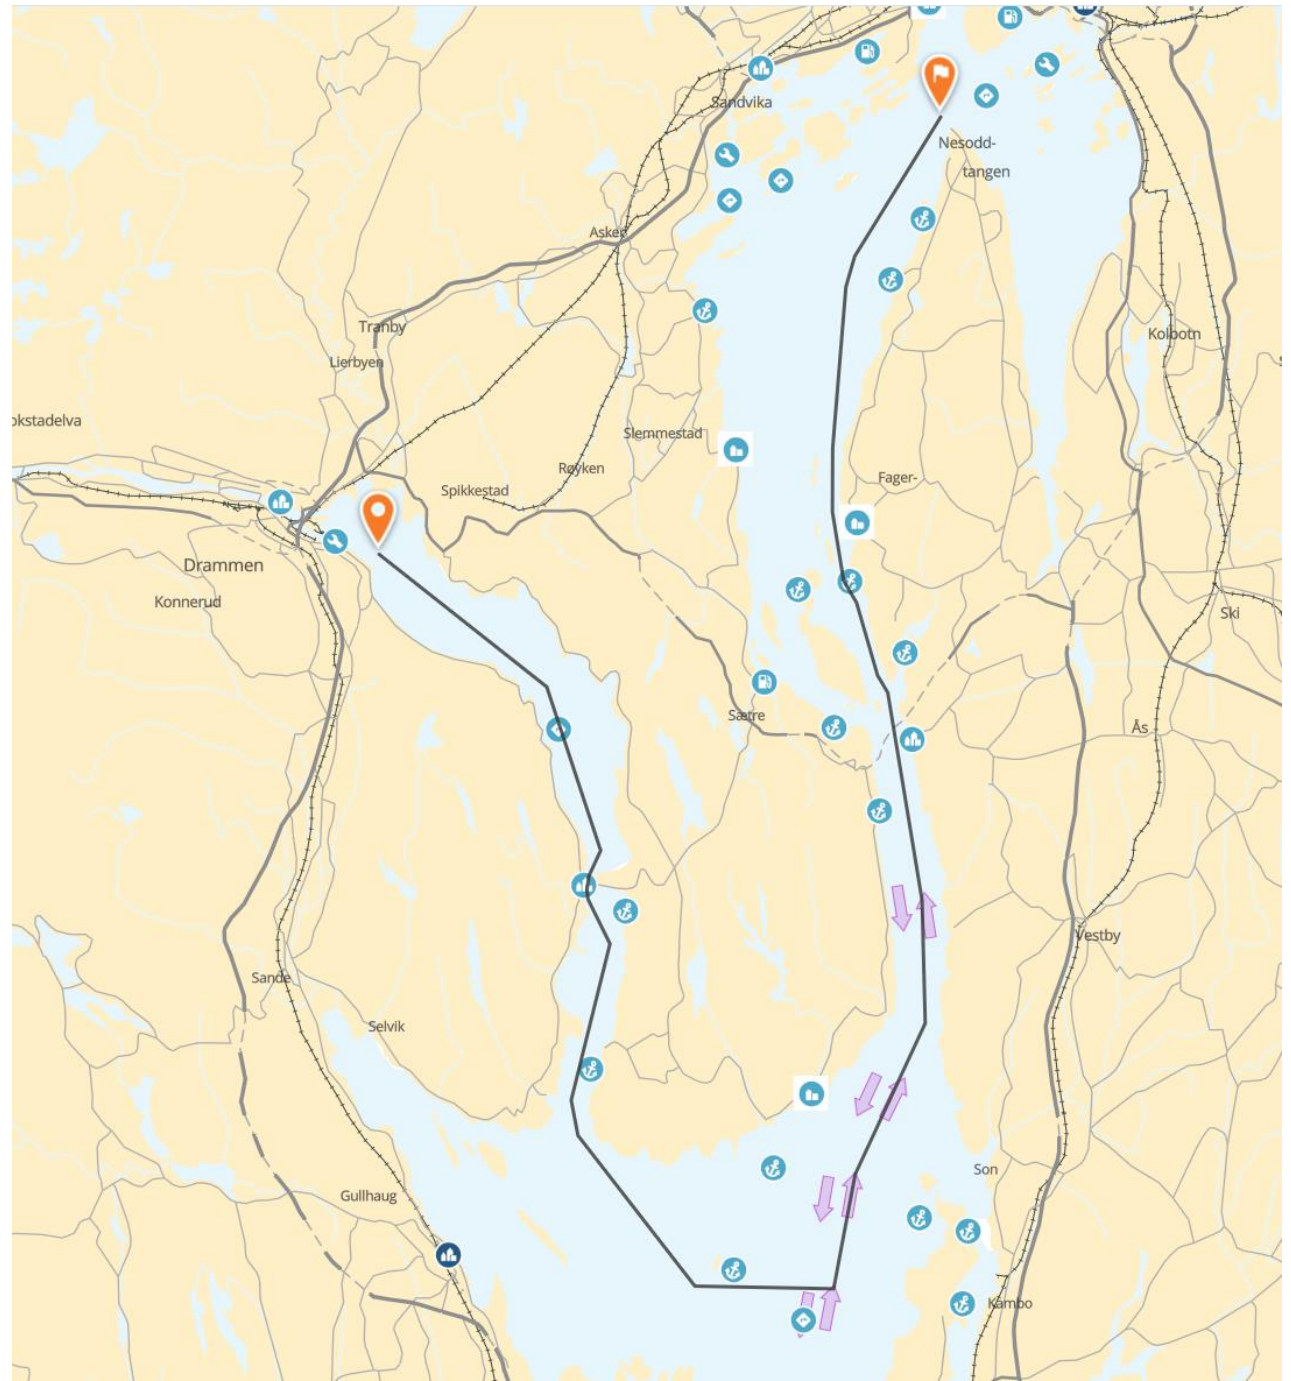 Sandvika
Nesodd-
tangen
Asker
Tranby
Kolbotn
Lierbyen
okstadelva
Slemmestad
Røyken
Fager-
Spikkestad
Drammen
Konnerud
Ski
Sætre
Ås
Vestby
Sande
Selvik
Son
Gullhaug
Kambo